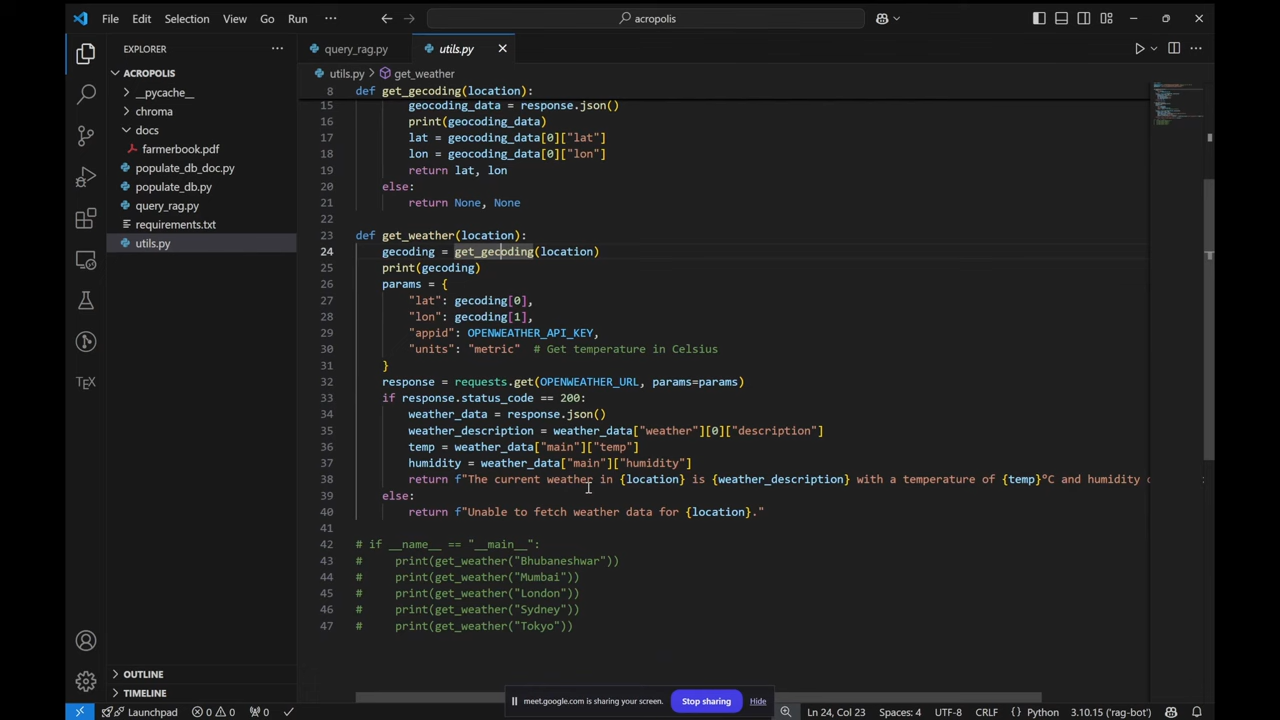 File Edit Selection View Go Run ··· acropolis
EXPLORER ···
query_rag.py utils.py
ACROPOLIS
__pycache__
chroma
docs
farmerbook.pdf
populate_db_doc.py
populate_db.py
query_rag.py
requirements.txt
utils.py
OUTLINE
TIMELINE
utils.py > get_weather
8 def get_gecoding(location):
15 geocoding_data = response.json()
16 print(geocoding_data)
17 lat = geocoding_data[0]["lat"]
18 lon = geocoding_data[0]["lon"]
19 return lat, lon
20 else:
21 return None, None
22
23 def get_weather(location):
24 gecoding = get_gecoding(location)
25 print(gecoding)
26 params = {
27 "lat": gecoding[0],
28 "lon": gecoding[1],
29 "appid": OPENWEATHER_API_KEY,
30 "units": "metric" # Get temperature in Celsius
31 }
32 response = requests.get(OPENWEATHER_URL, params=params)
33 if response.status_code == 200:
34 weather_data = response.json()
35 weather_description = weather_data["weather"][0]["description"]
36 temp = weather_data["main"]["temp"]
37 humidity = weather_data["main"]["humidity"]
38 return f"The current weather in {location} is {weather_description} with a temperature of {temp}°C and humidity
39 else:
40 return f"Unable to fetch weather data for {location}."
41
42 # if __name__ == "__main__":
43 # print(get_weather("Bhubaneshwar"))
44 # print(get_weather("Mumbai"))
45 # print(get_weather("London"))
46 # print(get_weather("Sydney"))
47 # print(get_weather("Tokyo"))
TEX
meet.google.com is sharing your screen. Stop sharing Hide
Launchpad 0 0 0 Ln 24, Col 23 Spaces: 4 UTF-8 CRLF {} Python 3.10.15 ('rag-bot')